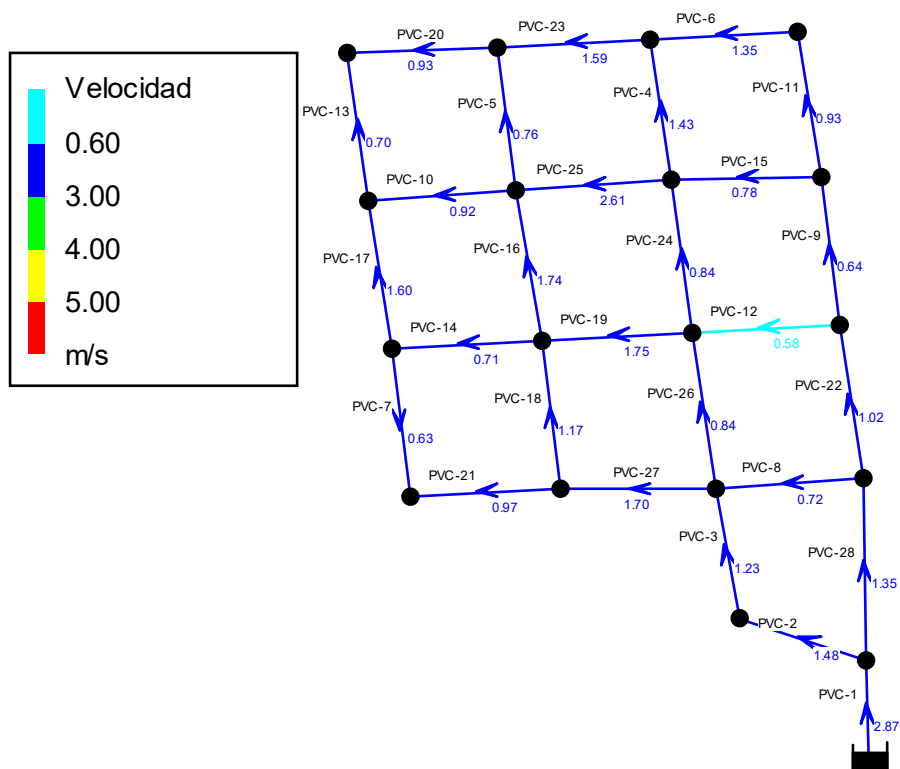 Velocidad
0.60
3.00
4.00
5.00
m/s
PVC-20
0.93
PVC-23
1.59
PVC-6
1.35
PVC-13
0.70
PVC-5
0.76
PVC-4
1.43
PVC-11
0.93
PVC-10
0.92
PVC-25
2.61
PVC-15
0.78
PVC-17
1.60
PVC-16
1.74
PVC-24
0.84
PVC-9
0.64
PVC-14
0.71
PVC-19
1.75
PVC-12
0.58
PVC-7
0.63
PVC-18
1.17
PVC-26
0.84
PVC-22
1.02
PVC-21
0.97
PVC-27
1.70
PVC-8
0.72
PVC-3
1.23
PVC-28
1.35
PVC-2
1.48
PVC-1
2.87